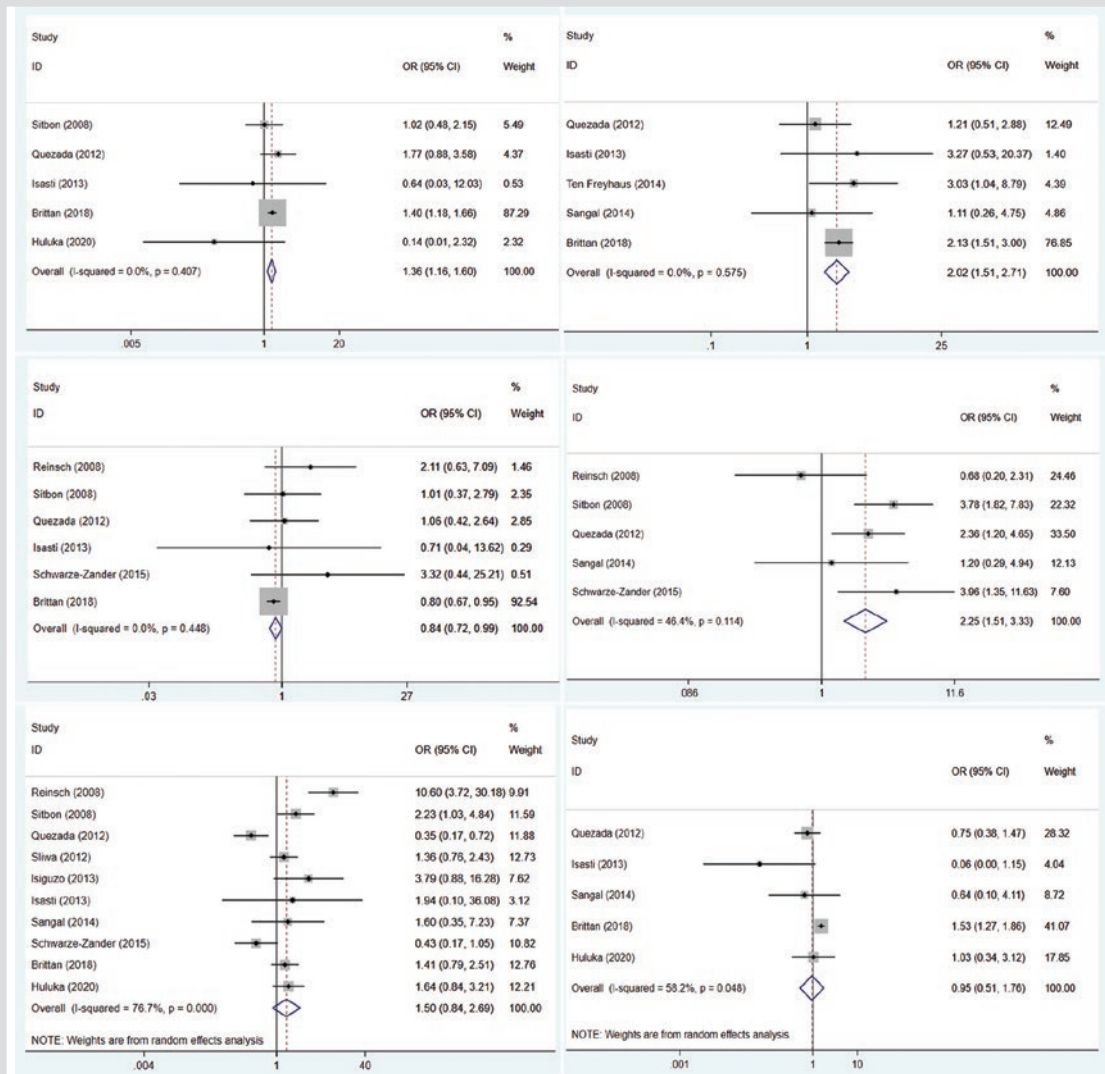 Study %
ID OR (95% CI) Weight
Sitbon (2008) 1.02 (0.48, 2.15) 5.49
Quezada (2012) 1.77 (0.88, 3.58) 4.37
Isasti (2013) 0.64 (0.03, 12.03) 0.53
Brittan (2018) 1.40 (1.18, 1.66) 87.29
Huluka (2020) 0.14 (0.01, 2.32) 2.32
Overall (I-squared = 0.0%, p = 0.407) 1.36 (1.16, 1.60) 100.00
.005 1 20
Study %
ID OR (95% CI) Weight
Quezada (2012) 1.21 (0.51, 2.88) 12.49
Isasti (2013) 3.27 (0.53, 20.37) 1.40
Ten Freyhaus (2014) 3.03 (1.04, 8.79) 4.39
Sangal (2014) 1.11 (0.26, 4.75) 4.86
Brittan (2018) 2.13 (1.51, 3.00) 76.85
Overall (I-squared = 0.0%, p = 0.575) 2.02 (1.51, 2.71) 100.00
.1 1 25
Study %
ID OR (95% CI) Weight
Reinsch (2008) 2.11 (0.63, 7.09) 1.46
Sitbon (2008) 1.01 (0.37, 2.79) 2.35
Quezada (2012) 1.05 (0.42, 2.64) 2.85
Isasti (2013) 0.71 (0.04, 13.62) 0.29
Schwarze-Zander (2015) 3.32 (0.44, 25.21) 0.51
Brittan (2018) 0.80 (0.67, 0.95) 92.54
Overall (I-squared = 0.0%, p = 0.448) 0.84 (0.72, 0.99) 100.00
.03 1 27
Study %
ID OR (95% CI) Weight
Reinsch (2008) 0.68 (0.20, 2.31) 24.46
Sitbon (2008) 3.78 (1.82, 7.83) 22.32
Quezada (2012) 2.36 (1.20, 4.65) 33.50
Sangal (2014) 1.20 (0.29, 4.94) 12.13
Schwarze-Zander (2015) 3.96 (1.35, 11.63) 7.60
Overall (I-squared = 46.4%, p = 0.114) 2.25 (1.51, 3.33) 100.00
086 1 11.6
Study %
ID OR (95% CI) Weight
Reinsch (2008) 10.60 (3.72, 30.18) 9.91
Sitbon (2008) 2.23 (1.03, 4.84) 11.59
Quezada (2012) 0.35 (0.17, 0.72) 11.88
Sliwa (2012) 1.36 (0.76, 2.43) 12.73
Isiguzo (2013) 3.79 (0.88, 16.28) 7.62
Isasti (2013) 1.94 (0.10, 36.08) 3.12
Sangal (2014) 1.60 (0.35, 7.23) 7.37
Schwarze-Zander (2015) 0.43 (0.17, 1.05) 10.82
Brittan (2018) 1.41 (0.79, 2.51) 12.76
Huluka (2020) 1.64 (0.84, 3.21) 12.21
Overall (I-squared = 76.7%, p = 0.000) 1.50 (0.84, 2.69) 100.00
NOTE: Weights are from random effects analysis
.004 1 40
Study %
ID OR (95% CI) Weight
Quezada (2012) 0.75 (0.38, 1.47) 28.32
Isasti (2013) 0.06 (0.00, 1.15) 4.04
Sangal (2014) 0.64 (0.10, 4.11) 8.72
Brittan (2018) 1.53 (1.27, 1.86) 41.07
Huluka (2020) 1.03 (0.34, 3.12) 17.85
Overall (I-squared = 58.2%, p = 0.048) 0.95 (0.51, 1.76) 100.00
NOTE: Weights are from random effects analysis
.001 1 10